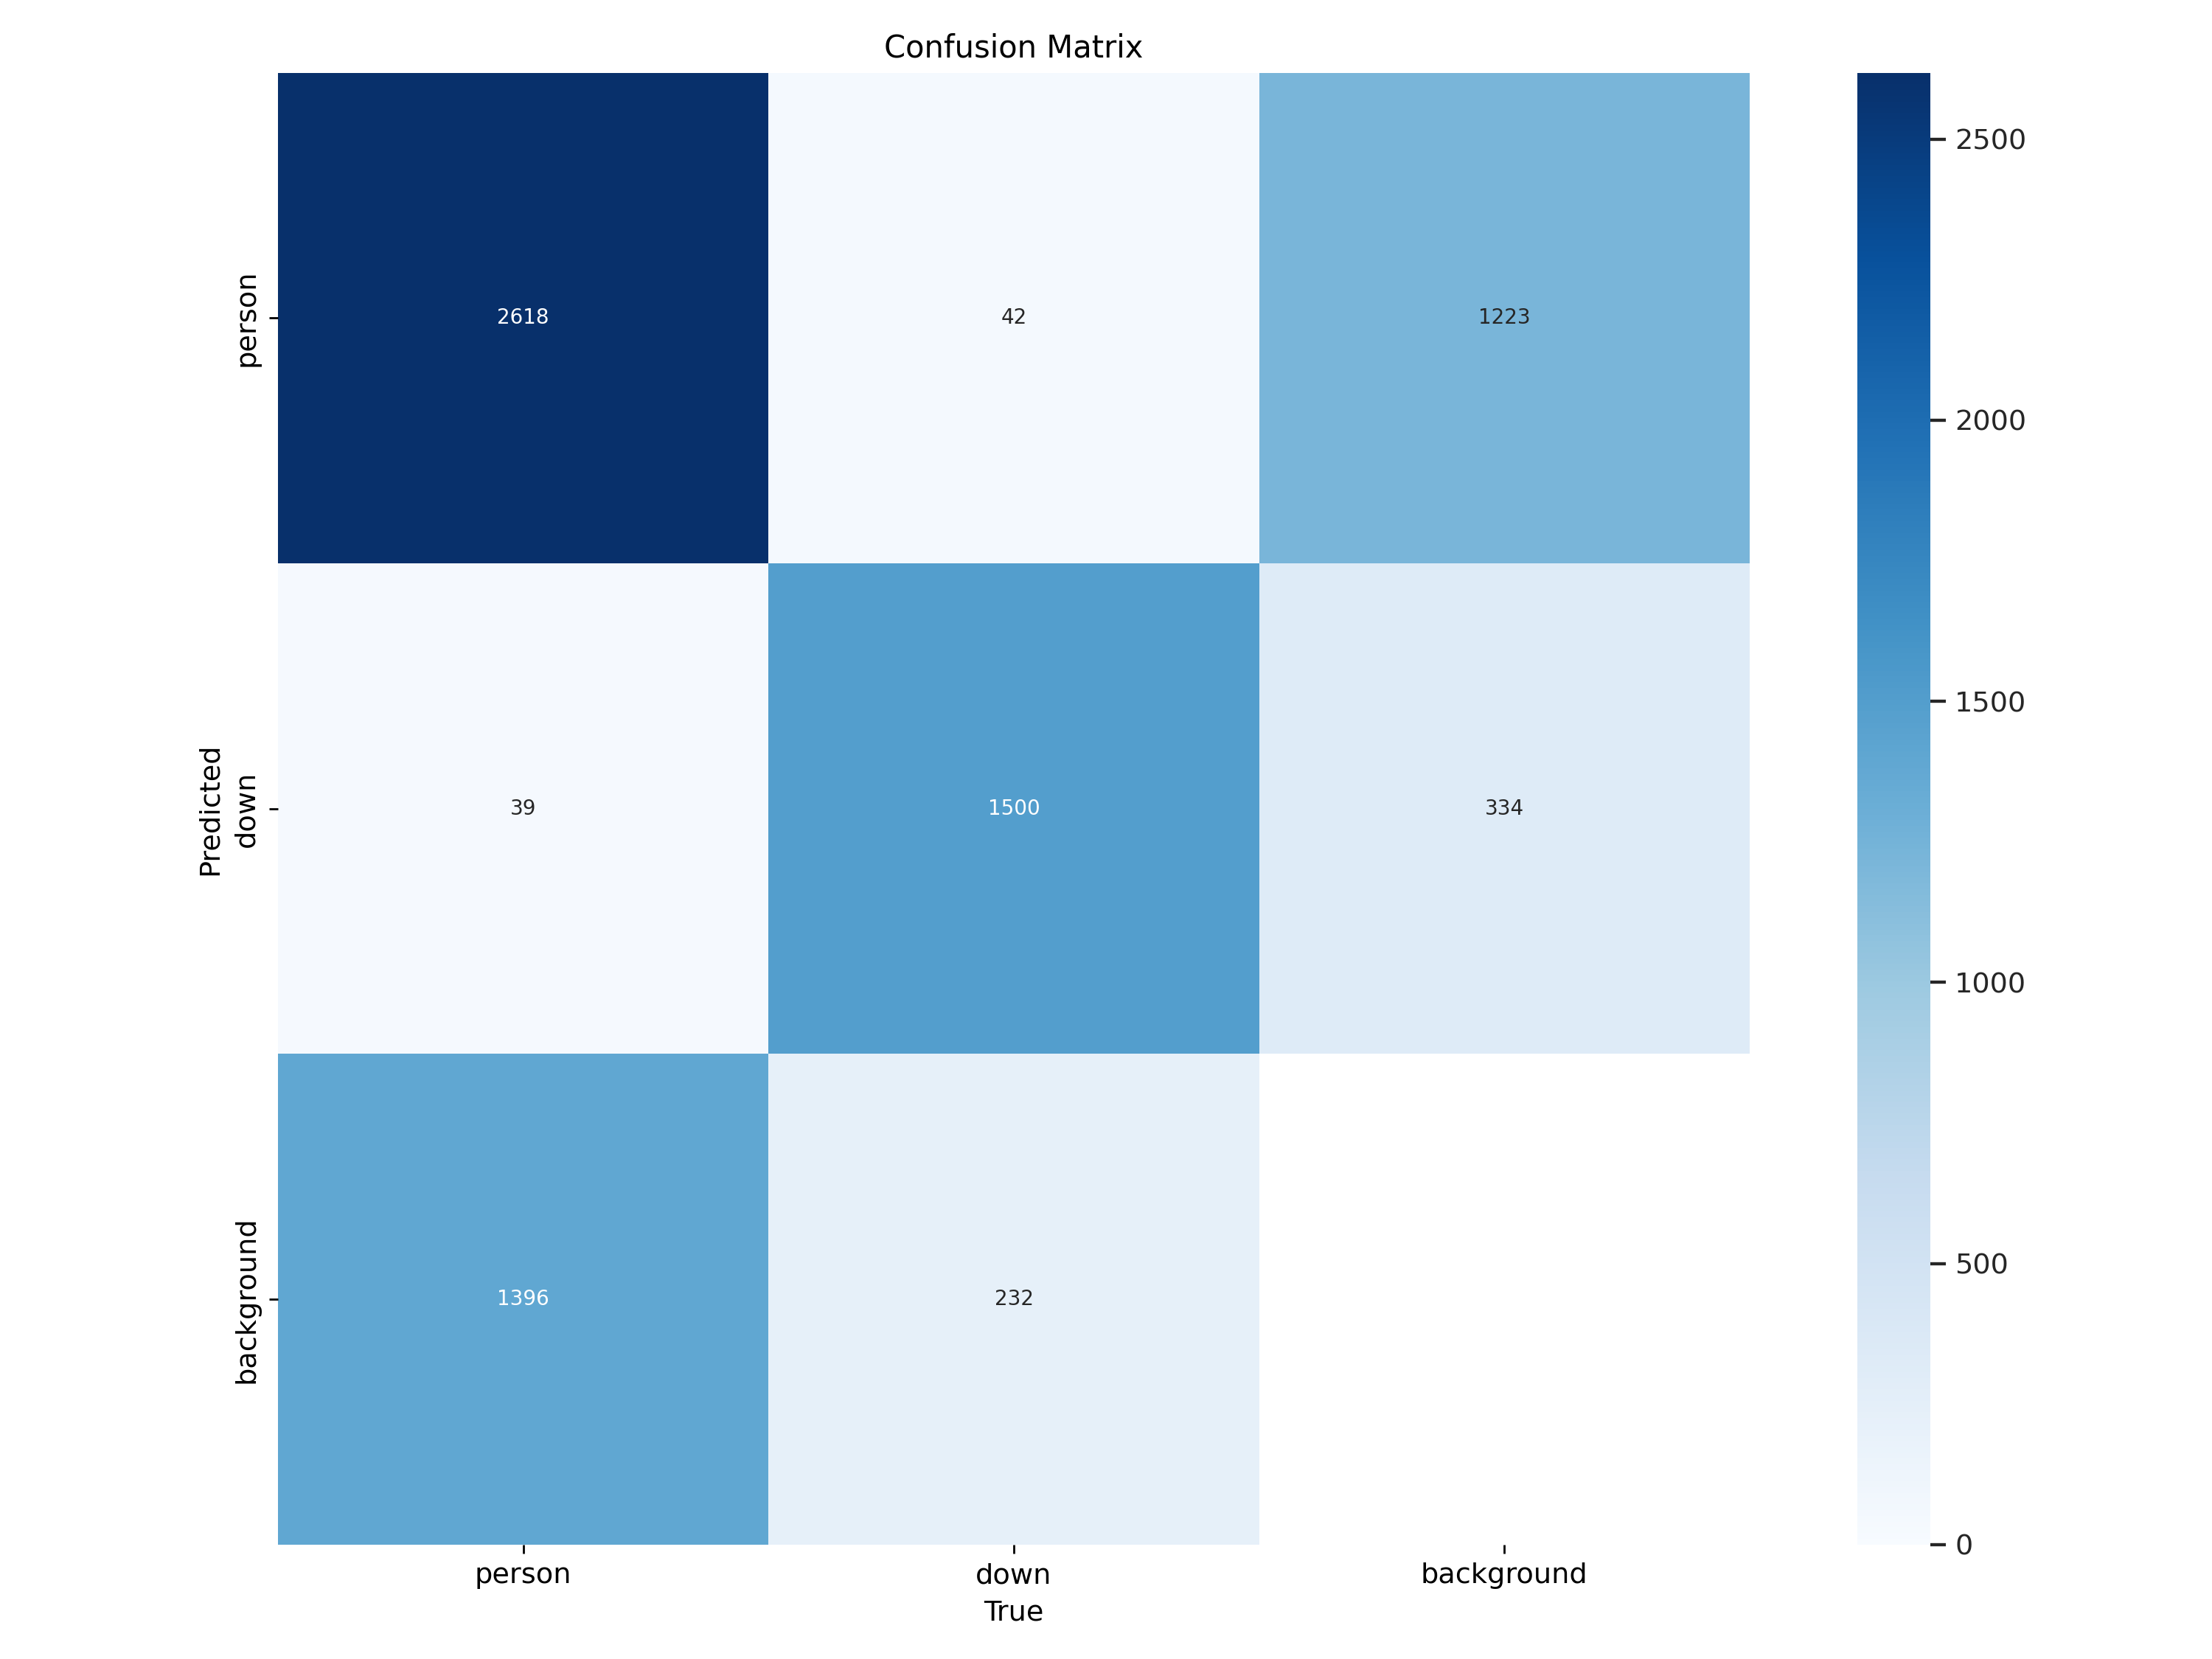 Confusion Matrix
person
2618
42
1223
Predicted
down
39
1500
334
background
1396
232
person
down
background
True
2500
2000
1500
1000
500
0